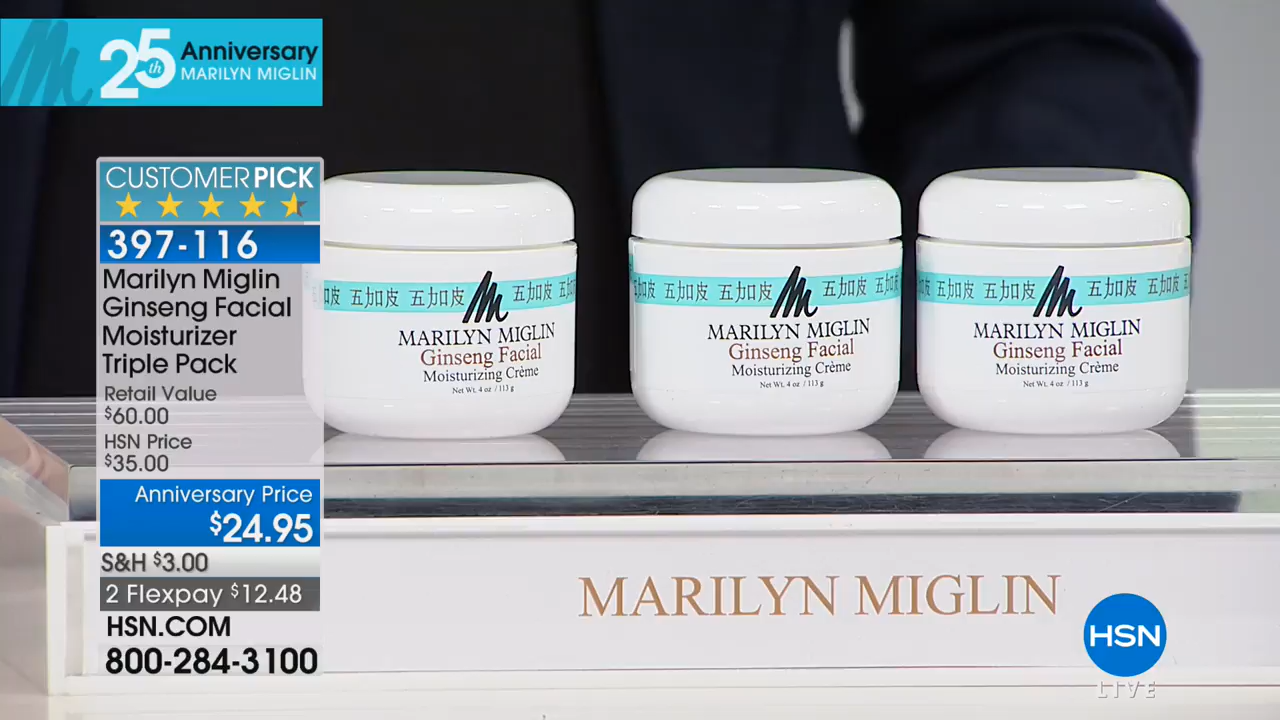 25th Anniversary
MARILYN MIGLIN
CUSTOMER PICK
397-116
Marilyn Miglin
Ginseng Facial
Moisturizer
Triple Pack
Retail Value
$60.00
HSN Price
$35.00
Anniversary Price
$24.95
S&H $3.00
2 Flexpay $12.48
HSN.COM
800-284-3100
加皮 五加皮 M 五加皮 五
MARILYN MIGLIN
Ginseng Facial
Moisturizing Crème
Net Wt. 4 oz / 113 g
加皮 五加皮 M 五加皮 五加
MARILYN MIGLIN
Ginseng Facial
Moisturizing Crème
Net Wt. 4 oz / 113 g
加皮 五加皮 M 五加皮 五加皮 五
MARILYN MIGLIN
Ginseng Facial
Moisturizing Crème
Net Wt. 4 oz / 113 g
MARILYN MIGLIN
HSN
LIVE